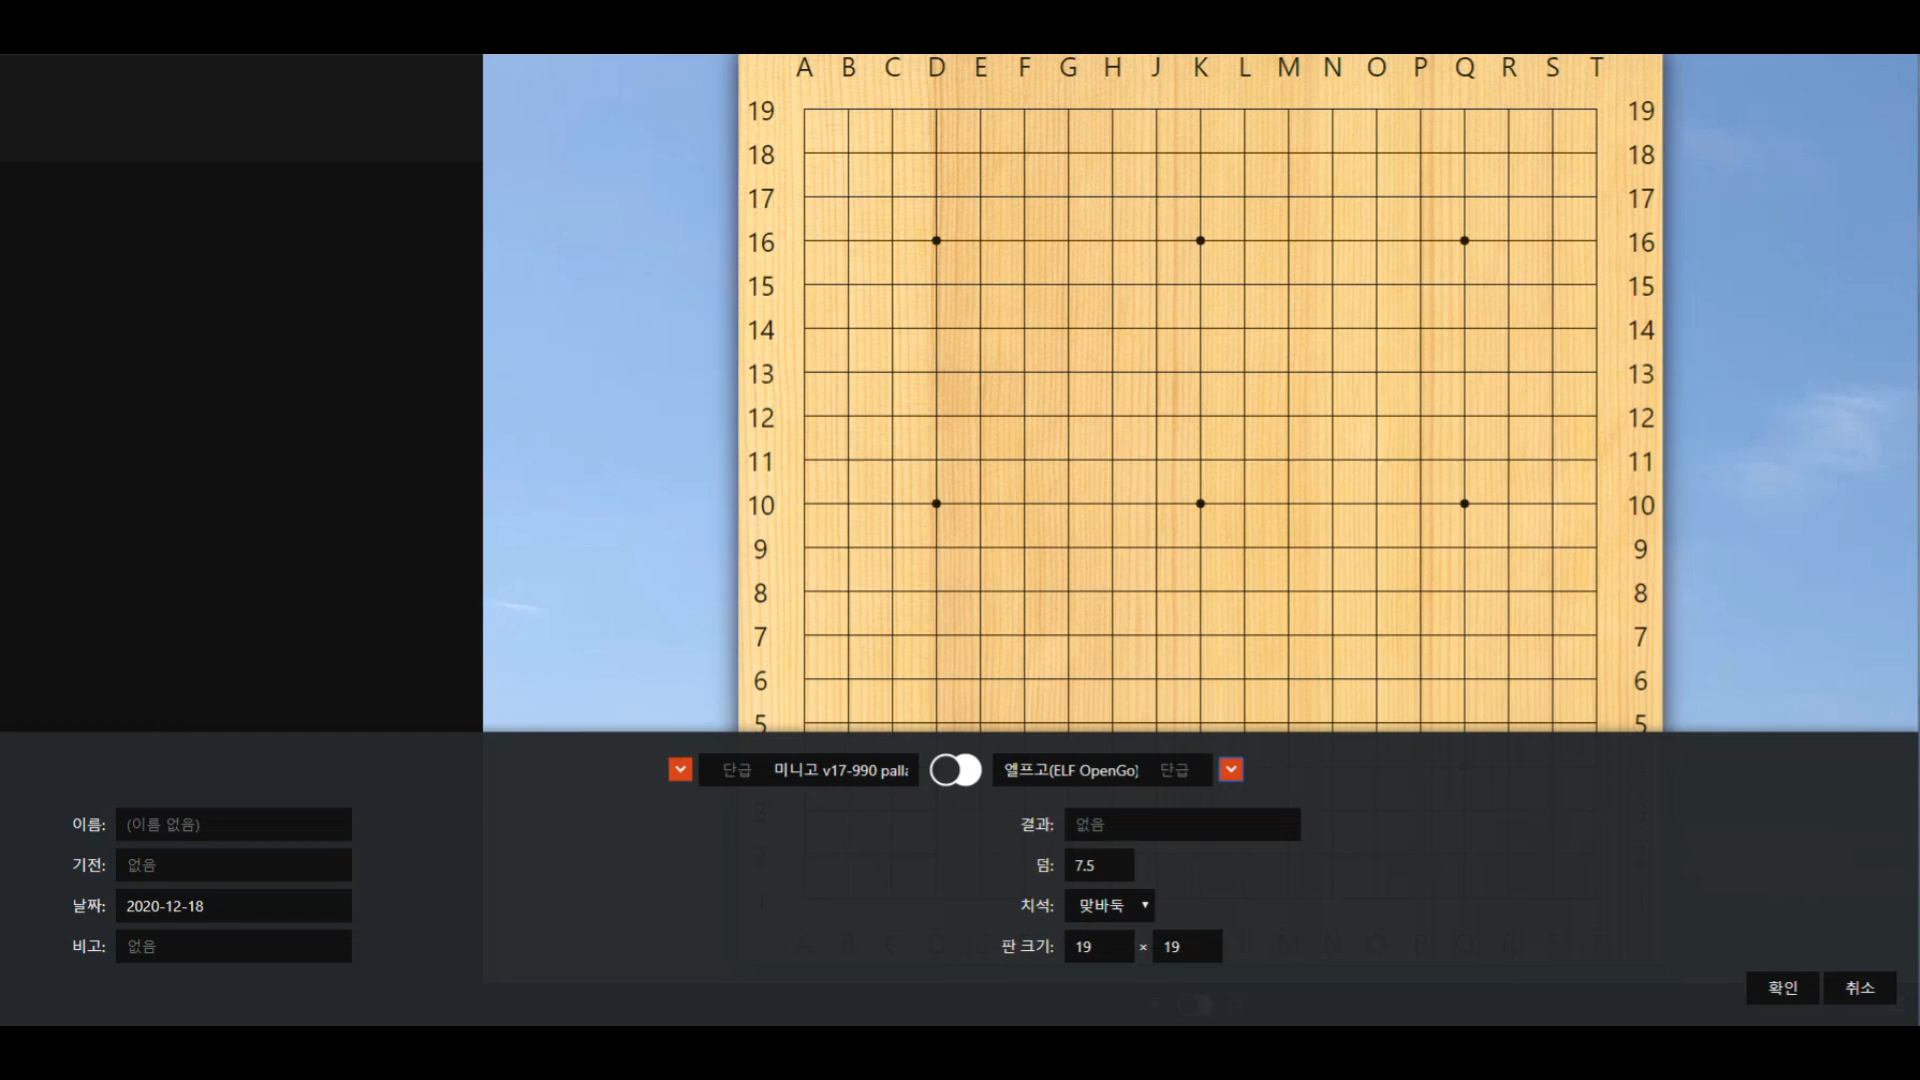 A B C D E F G H J K L M N O P Q R S T
19 19
18 18
17 17
16 16
15 15
14 14
13 13
12 12
11 11
10 10
9 9
8 8
7 7
6 6
5 5
단급 미니고 v17-990 엘프고(ELF OpenGo) 단급
이름: (이름 없음) 결과: 없음
기전: 없음 덤: 7.5
날짜: 2020-12-18 치석: 맞바둑
비고: 없음 판 크기: 19 × 19
확인 취소